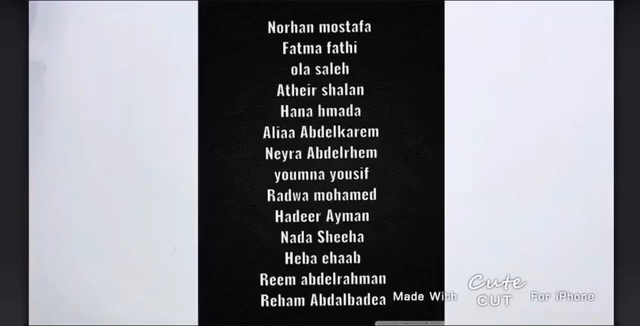 Norhan mostafa
Fatma fathi
ola saleh
Atheir shalan
Hana hmada
Aliaa Abdelkarem
Neyra Abdelrhem
youmna yousif
Radwa mohamed
Hadeer Ayman
Nada Sheeha
Heba ehaab
Reem abdelrahman
Reham Abdalbadea
Made With Cute CUT For iPhone